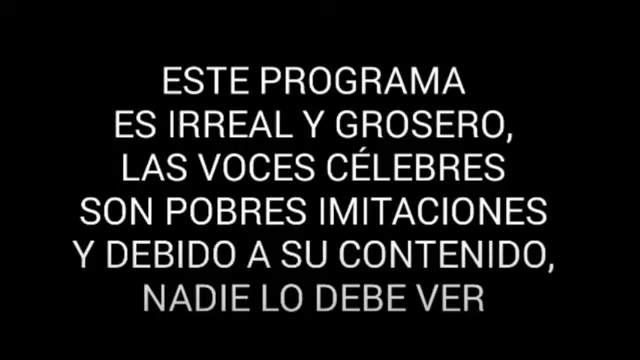 ESTE PROGRAMA
ES IRREAL Y GROSERO,
LAS VOCES CÉLEBRES
SON POBRES IMITACIONES
Y DEBIDO A SU CONTENIDO,
NADIE LO DEBE VER